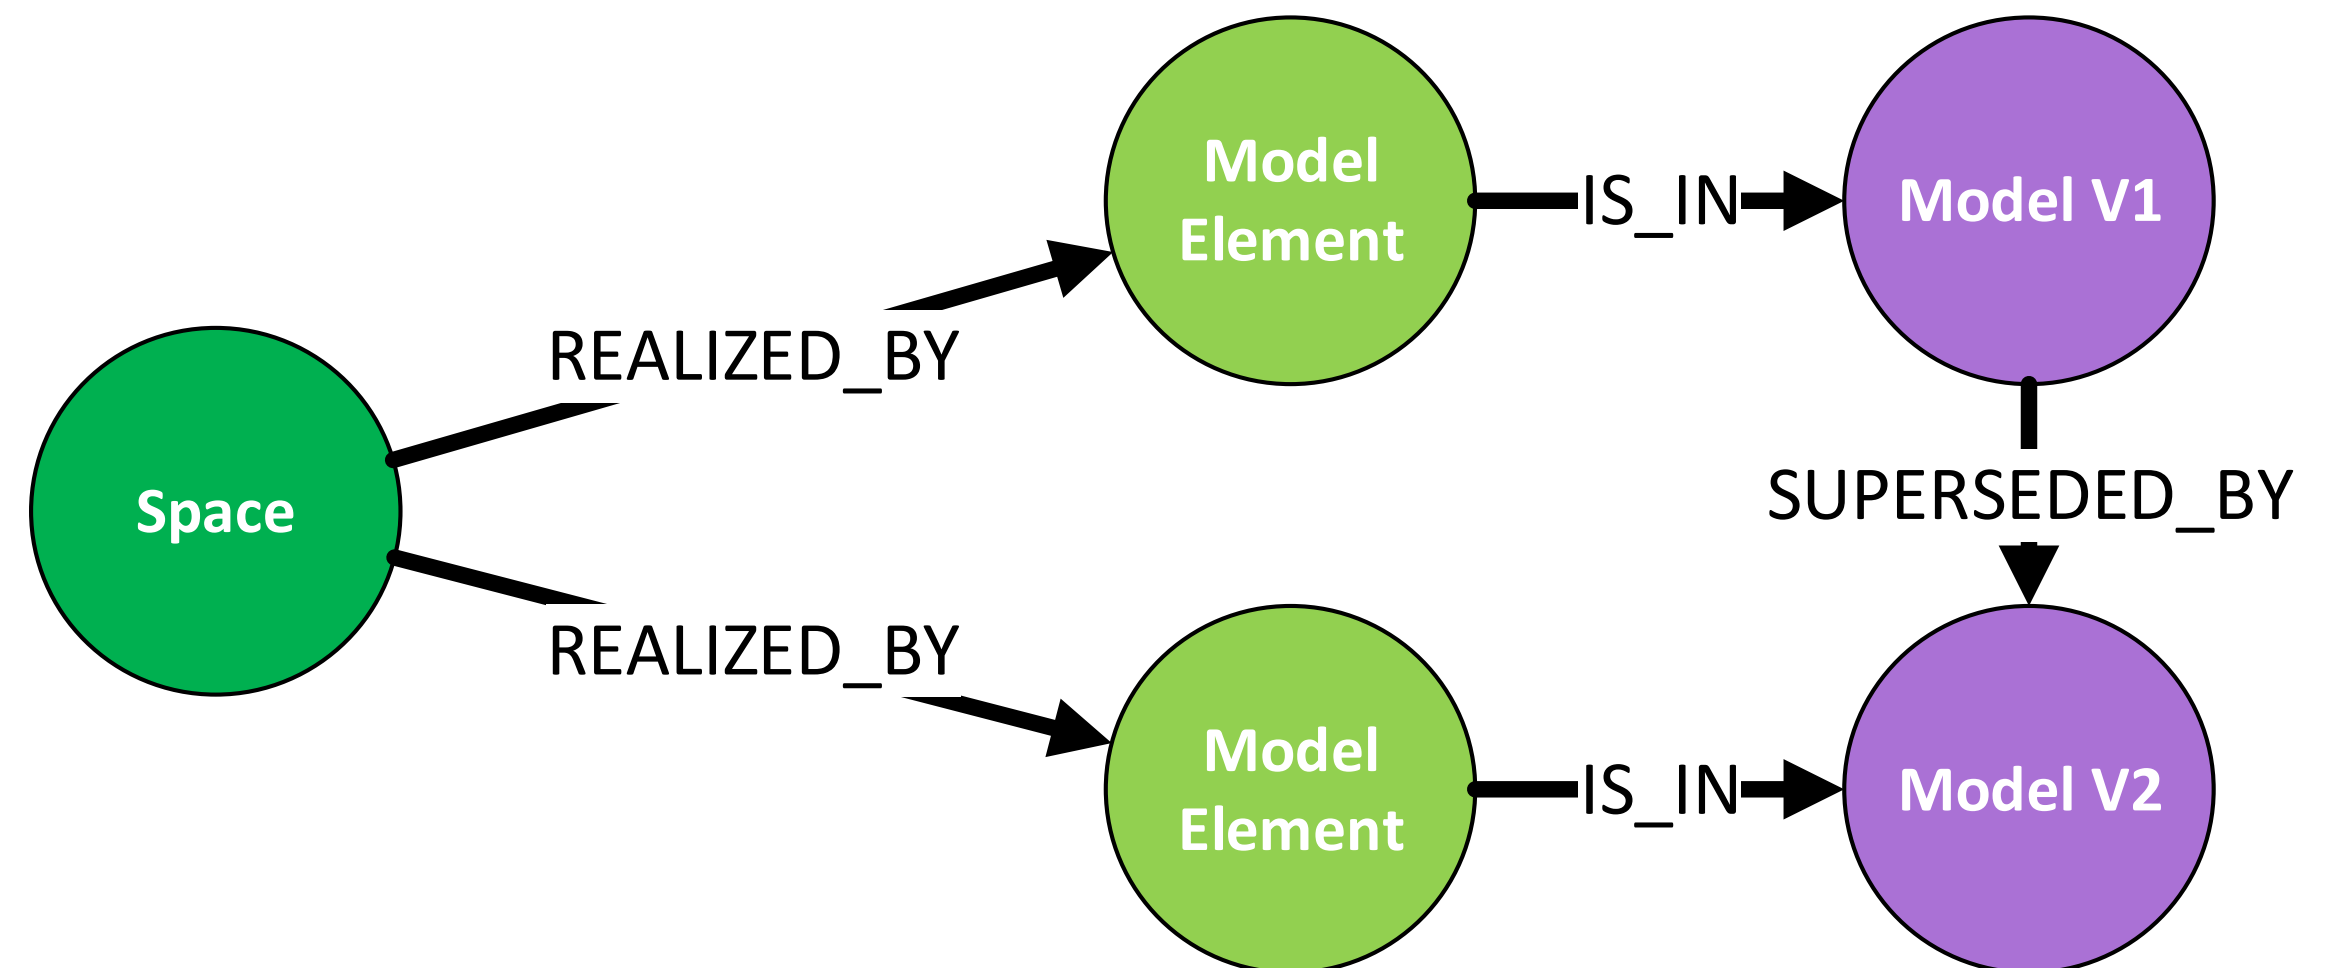 Model
Element
IS_IN
Model V1
REALIZED_BY
Space
SUPERSEDED_BY
REALIZED_BY
Model
Element
IS_IN
Model V2